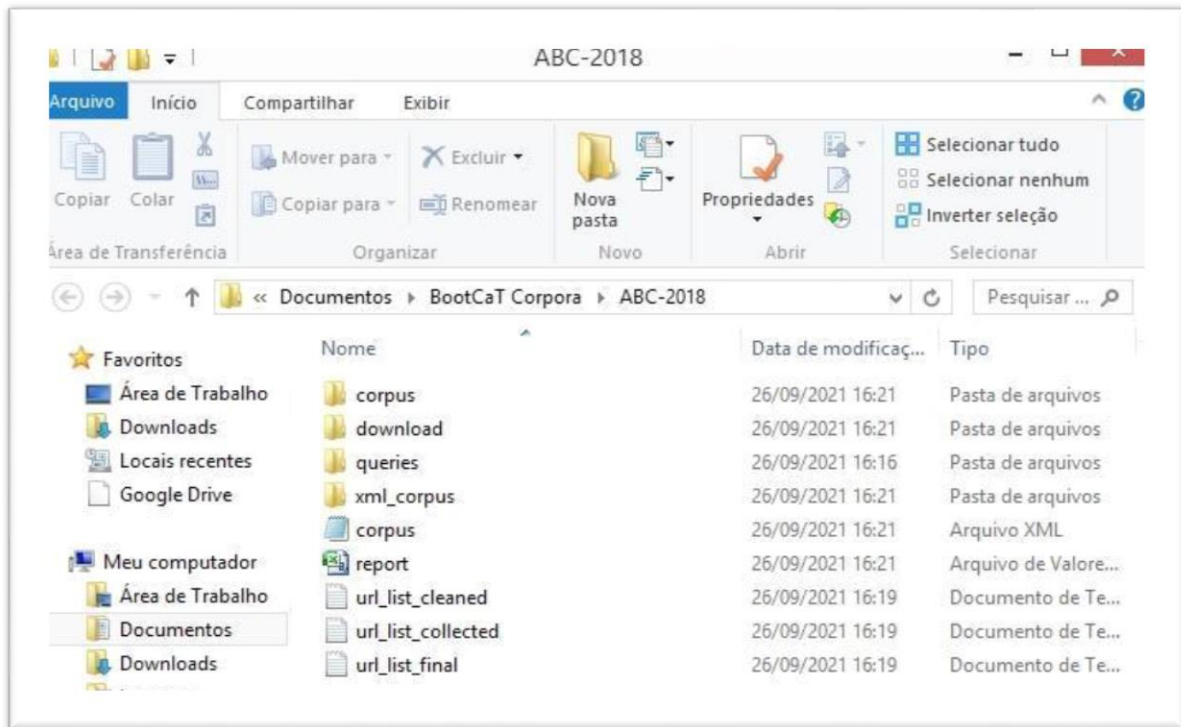 ABC-2018
Arquivo Início Compartilhar Exibir
Copiar Colar Mover para Copiar para Excluir Renomear Nova pasta Propriedades Selecionar tudo Selecionar nenhum Inverter seleção
Área de Transferência Organizar Novo Abrir Selecionar
« Documentos BootCaT Corpora ABC-2018 Pesquisar ...
Nome Data de modificaç... Tipo
Favoritos
Área de Trabalho corpus 26/09/2021 16:21 Pasta de arquivos
Downloads download 26/09/2021 16:21 Pasta de arquivos
Locais recentes queries 26/09/2021 16:16 Pasta de arquivos
Google Drive xml_corpus 26/09/2021 16:21 Pasta de arquivos
corpus 26/09/2021 16:21 Arquivo XML
Meu computador report 26/09/2021 16:21 Arquivo de Valore...
Área de Trabalho url_list_cleaned 26/09/2021 16:19 Documento de Te...
Documentos url_list_collected 26/09/2021 16:19 Documento de Te...
Downloads url_list_final 26/09/2021 16:19 Documento de Te...